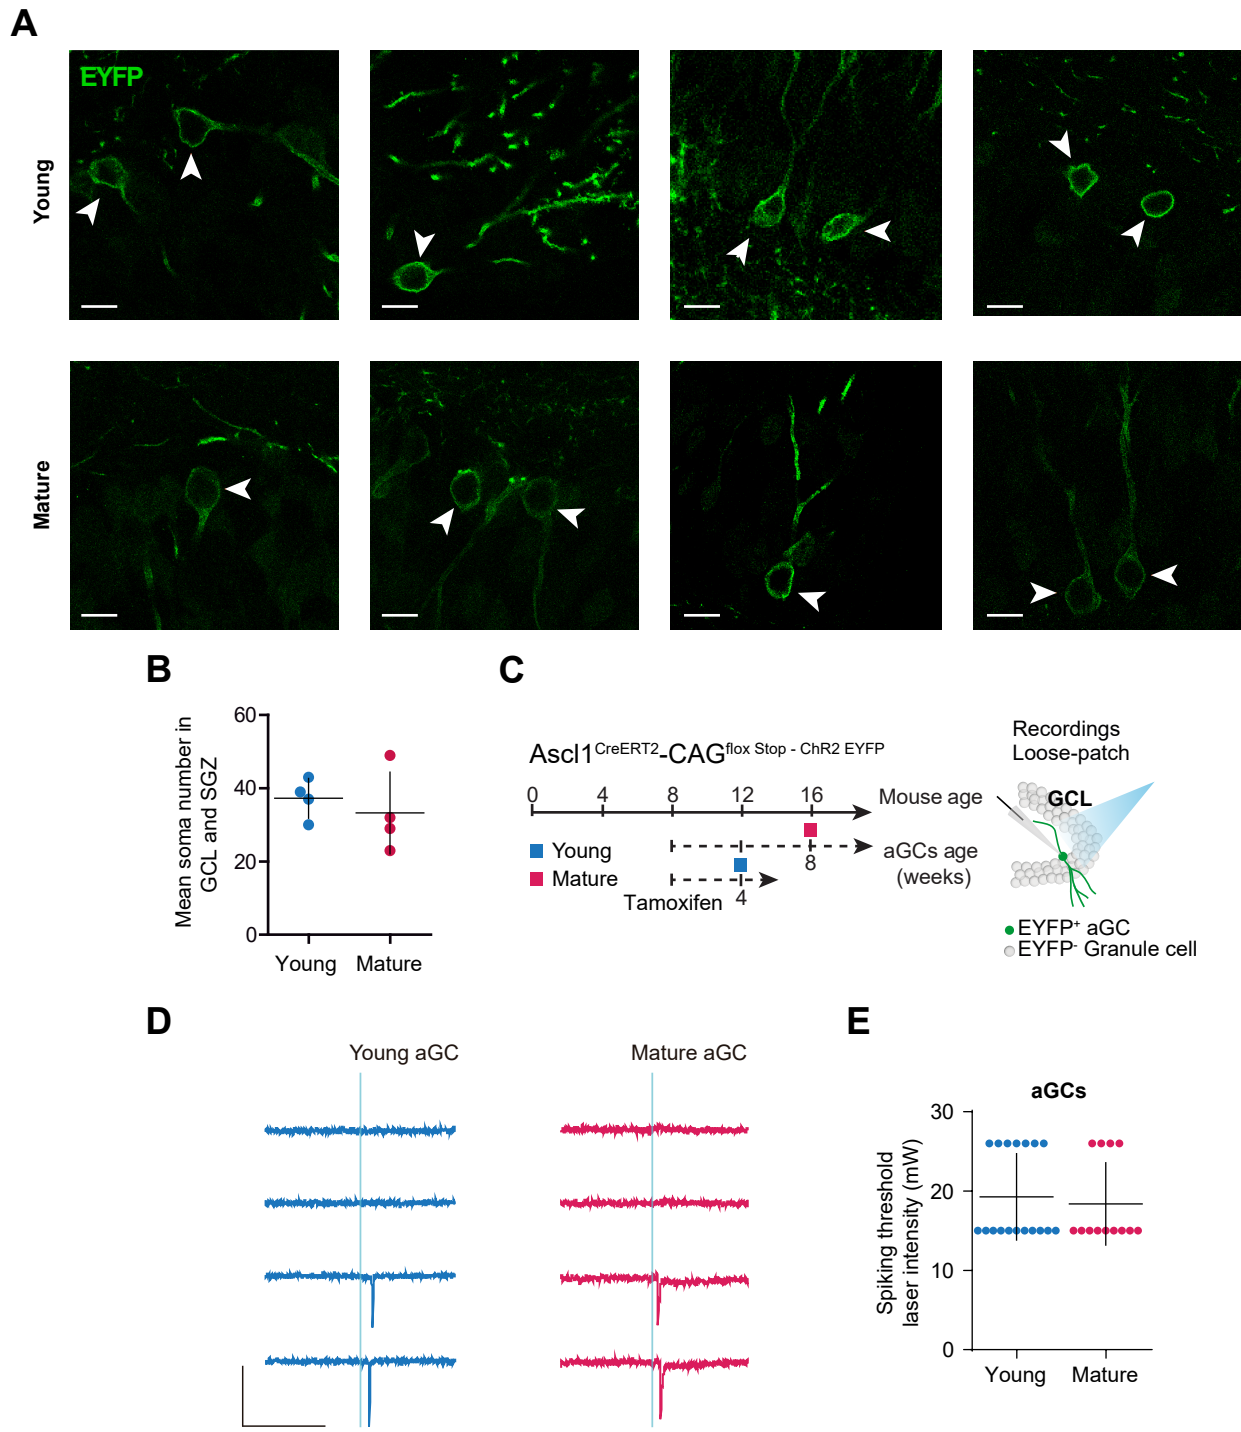 A
EYFP
Young
Mature
B
Mean soma number in
GCL and SGZ
60
40
20
0
Young
Mature
C
Ascl1CreERT2-CAGflox Stop - ChR2 EYFP
0 4 8 12 16
Mouse age
Young
Mature
8
aGCs age
(weeks)
Tamoxifen
4
Recordings
Loose-patch
GCL
EYFP+ aGC
EYFP- Granule cell
D
Young aGC
Mature aGC
E
aGCs
Spiking threshold
laser intensity (mW)
30
20
10
0
Young
Mature